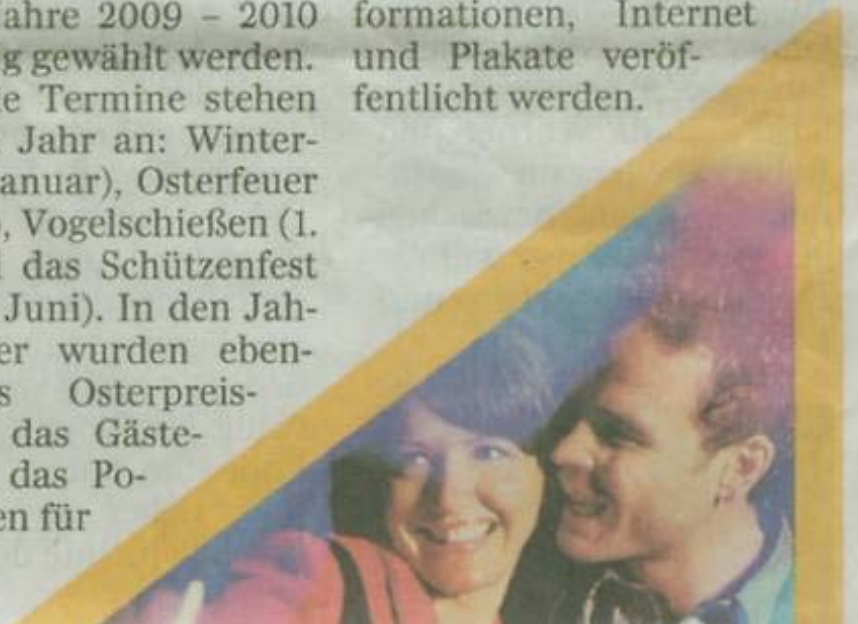 ahre 2009 – 2010
g gewählt werden.
e Termine stehen
Jahr an: Winter-
anuar), Osterfeuer
, Vogelschießen (1.
das Schützenfest
Juni). In den Jah-
er wurden eben-
s Osterpreis-
das Gäste-
das Po-
en für
formationen, Internet
und Plakate veröf-
fentlicht werden.